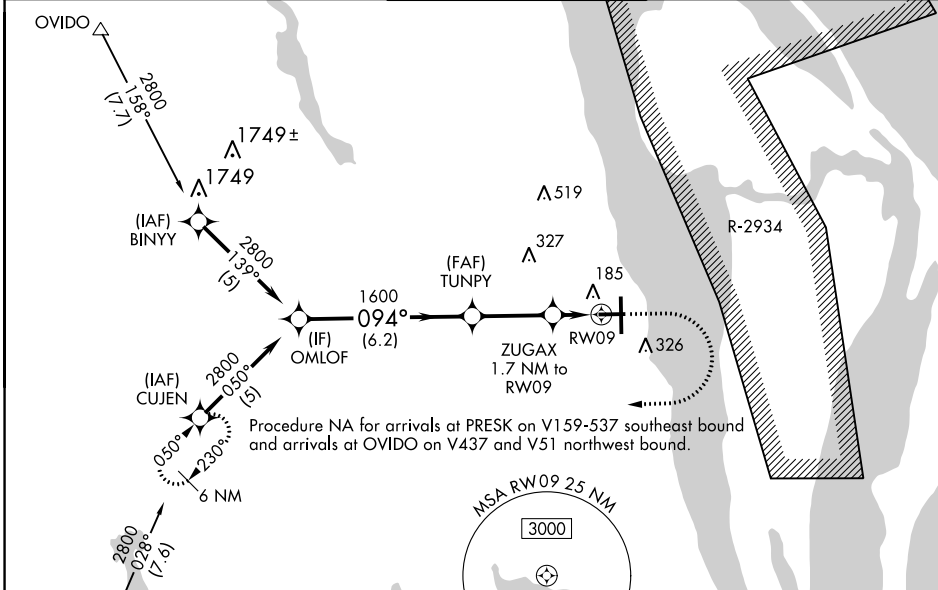 OVIDO
2800
158°
(7.7)
1749±
1749
(IAF)
BINYY
2800
139°
(5)
519
327
R-2934
(FAF)
TUNPY
185
1600
094°
(6.2)
(IF)
OMLOF
RW09
ZUGAX
1.7 NM to
RW09
326
(IAF)
CUJEN
2800
050°
(5)
Procedure NA for arrivals at PRESK on V159-537 southeast bound
and arrivals at OVIDO on V437 and V51 northwest bound.
050°
230°
6 NM
2800
028°
(7.6)
MSA RW09 25 NM
3000